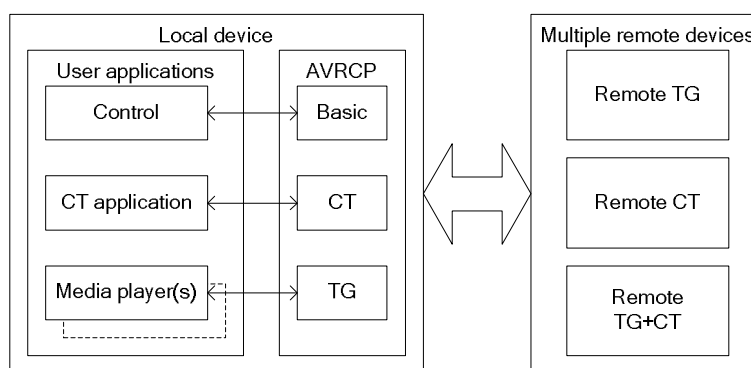 Local device
User applications
AVRCP
Control
Basic
CT application
CT
Media player(s)
TG
Multiple remote devices
Remote TG
Remote CT
Remote
TG+CT